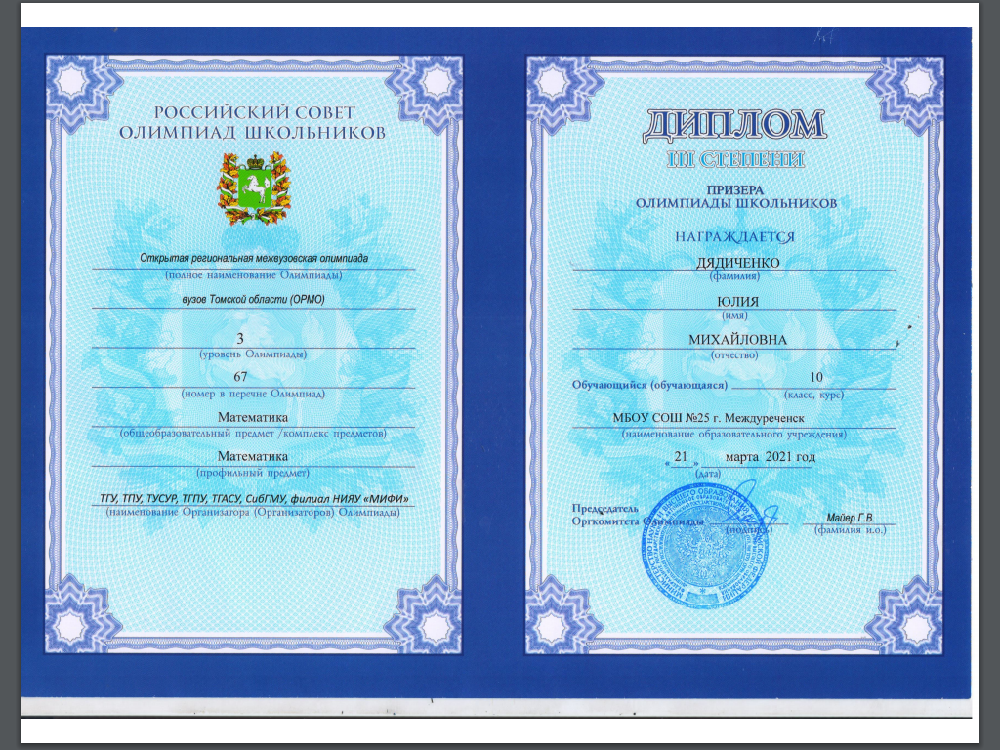 РОССИЙСКИЙ СОВЕТ
ОЛИМПИАД ШКОЛЬНИКОВ
Открытая региональная межвузовская олимпиада
(полное наименование Олимпиады)
вузов Томской области (ОРМО)
3
(уровень Олимпиады)
67
(номер в перечне Олимпиад)
Математика
(общеобразовательный предмет /комплекс предметов)
Математика
(профильный предмет)
ТГУ, ТПУ, ТУСУР, ТГПУ, ТГАСУ, СибГМУ, филиал НИЯУ «МИФИ»
(наименование Организатора (Организаторов) Олимпиады)
ДИПЛОМ
III СТЕПЕНИ
ПРИЗЕРА
ОЛИМПИАДЫ ШКОЛЬНИКОВ
НАГРАЖДАЕТСЯ
ДЯДИЧЕНКО
(фамилия)
ЮЛИЯ
(имя)
МИХАЙЛОВНА
(отчество)
Обучающийся (обучающаяся) 10
(класс, курс)
МБОУ СОШ №25 г. Междуреченск
(наименование образовательного учреждения)
« 21 » марта 2021 год
(дата)
Председатель
Оргкомитета Олимпиады Майер Г.В.
(подпись) (фамилия и.о.)